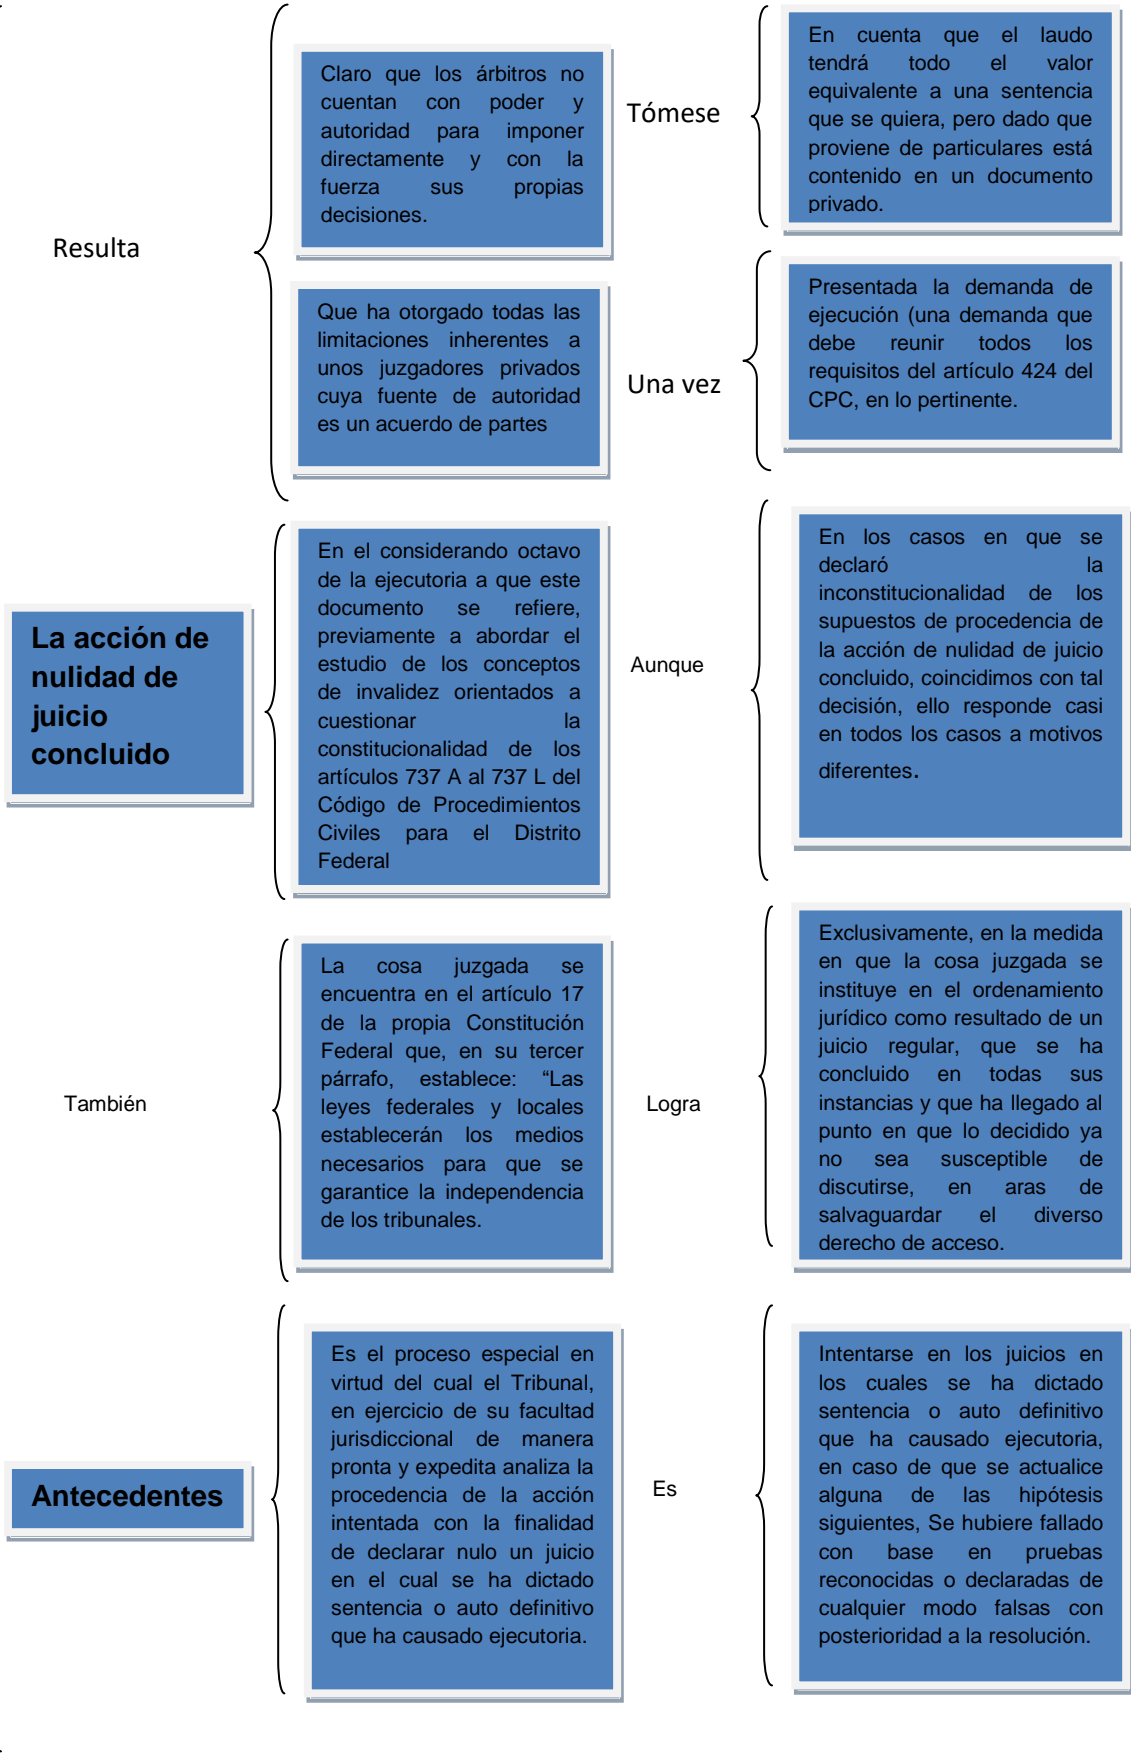 Resulta
Claro que los árbitros no
cuentan con poder y
autoridad para imponer
directamente y con la
fuerza sus propias
decisiones.
Tómese
En cuenta que el laudo
tendrá todo el valor
equivalente a una sentencia
que se quiera, pero dado que
proviene de particulares está
contenido en un documento
privado.
Que ha otorgado todas las
limitaciones inherentes a
unos juzgadores privados
cuya fuente de autoridad
es un acuerdo de partes
Una vez
Presentada la demanda de
ejecución (una demanda que
debe reunir todos los
requisitos del artículo 424 del
CPC, en lo pertinente.
La acción de
nulidad de
juicio
concluido
En el considerando octavo
de la ejecutoria a que este
documento se refiere,
previamente a abordar el
estudio de los conceptos
de invalidez orientados a
cuestionar la
constitucionalidad de los
artículos 737 A al 737 L del
Código de Procedimientos
Civiles para el Distrito
Federal
Aunque
En los casos en que se
declaró la
inconstitucionalidad de los
supuestos de procedencia de
la acción de nulidad de juicio
concluido, coincidimos con tal
decisión, ello responde casi
en todos los casos a motivos
diferentes.
También
La cosa juzgada se
encuentra en el artículo 17
de la propia Constitución
Federal que, en su tercer
párrafo, establece: “Las
leyes federales y locales
establecerán los medios
necesarios para que se
garantice la independencia
de los tribunales.
Logra
Exclusivamente, en la medida
en que la cosa juzgada se
instituye en el ordenamiento
jurídico como resultado de un
juicio regular, que se ha
concluido en todas sus
instancias y que ha llegado al
punto en que lo decidido ya
no sea susceptible de
discutirse, en aras de
salvaguardar el diverso
derecho de acceso.
Antecedentes
Es el proceso especial en
virtud del cual el Tribunal,
en ejercicio de su facultad
jurisdiccional de manera
pronta y expedita analiza la
procedencia de la acción
intentada con la finalidad
de declarar nulo un juicio
en el cual se ha dictado
sentencia o auto definitivo
que ha causado ejecutoria.
Es
Intentarse en los juicios en
los cuales se ha dictado
sentencia o auto definitivo
que ha causado ejecutoria,
en caso de que se actualice
alguna de las hipótesis
siguientes, Se hubiere fallado
con base en pruebas
reconocidas o declaradas de
cualquier modo falsas con
posterioridad a la resolución.